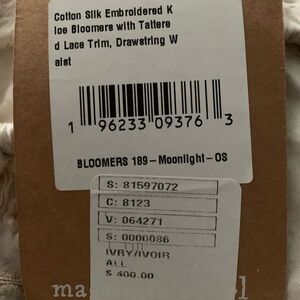 Cotton Silk Embroidered K
loe Bloomers with Tattere
d Lace Trim, Drawstring W
aist
1 96233 09376 3
BLOOMERS 189-Moonlight-OS
S: 81597072
C: 8123
V: 064271
S: 0000086
IVRY/IVOIR
ALL
$ 400.00